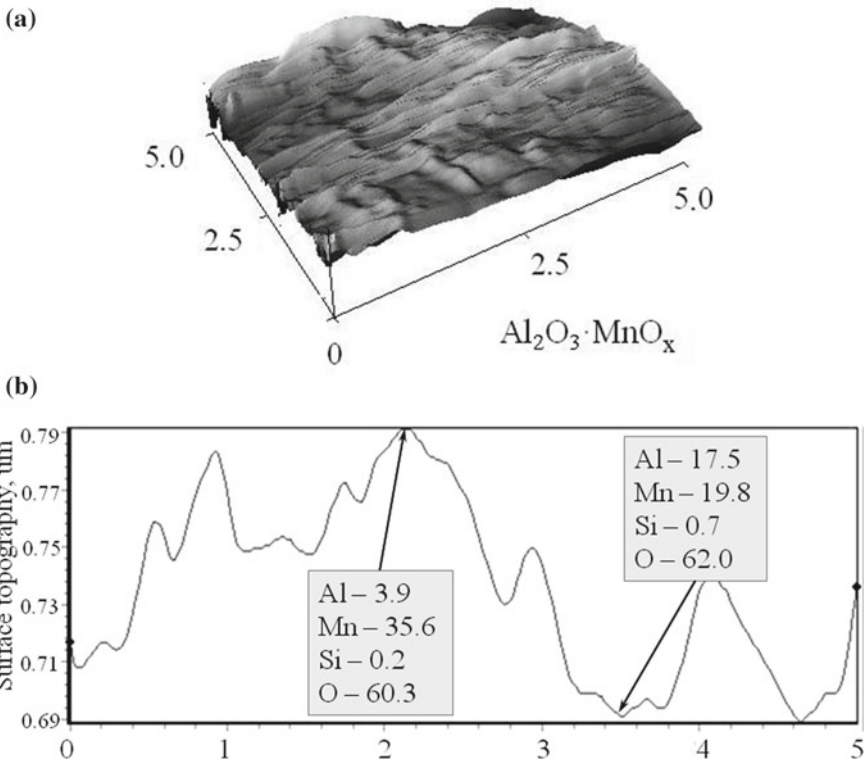 (a)
5.0
2.5
0
2.5
5.0
Al₂O₃·MnOₓ
(b)
Surface topography, um
0.79
0.77
0.75
0.73
0.71
0.69
Al – 3.9
Mn – 35.6
Si – 0.2
O – 60.3
Al – 17.5
Mn – 19.8
Si – 0.7
O – 62.0
0 1 2 3 4 5